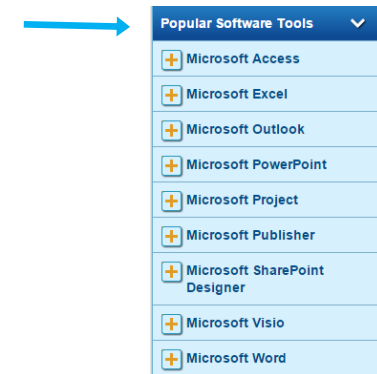 Popular Software Tools
Microsoft Access
Microsoft Excel
Microsoft Outlook
Microsoft PowerPoint
Microsoft Project
Microsoft Publisher
Microsoft SharePoint
Designer
Microsoft Visio
Microsoft Word